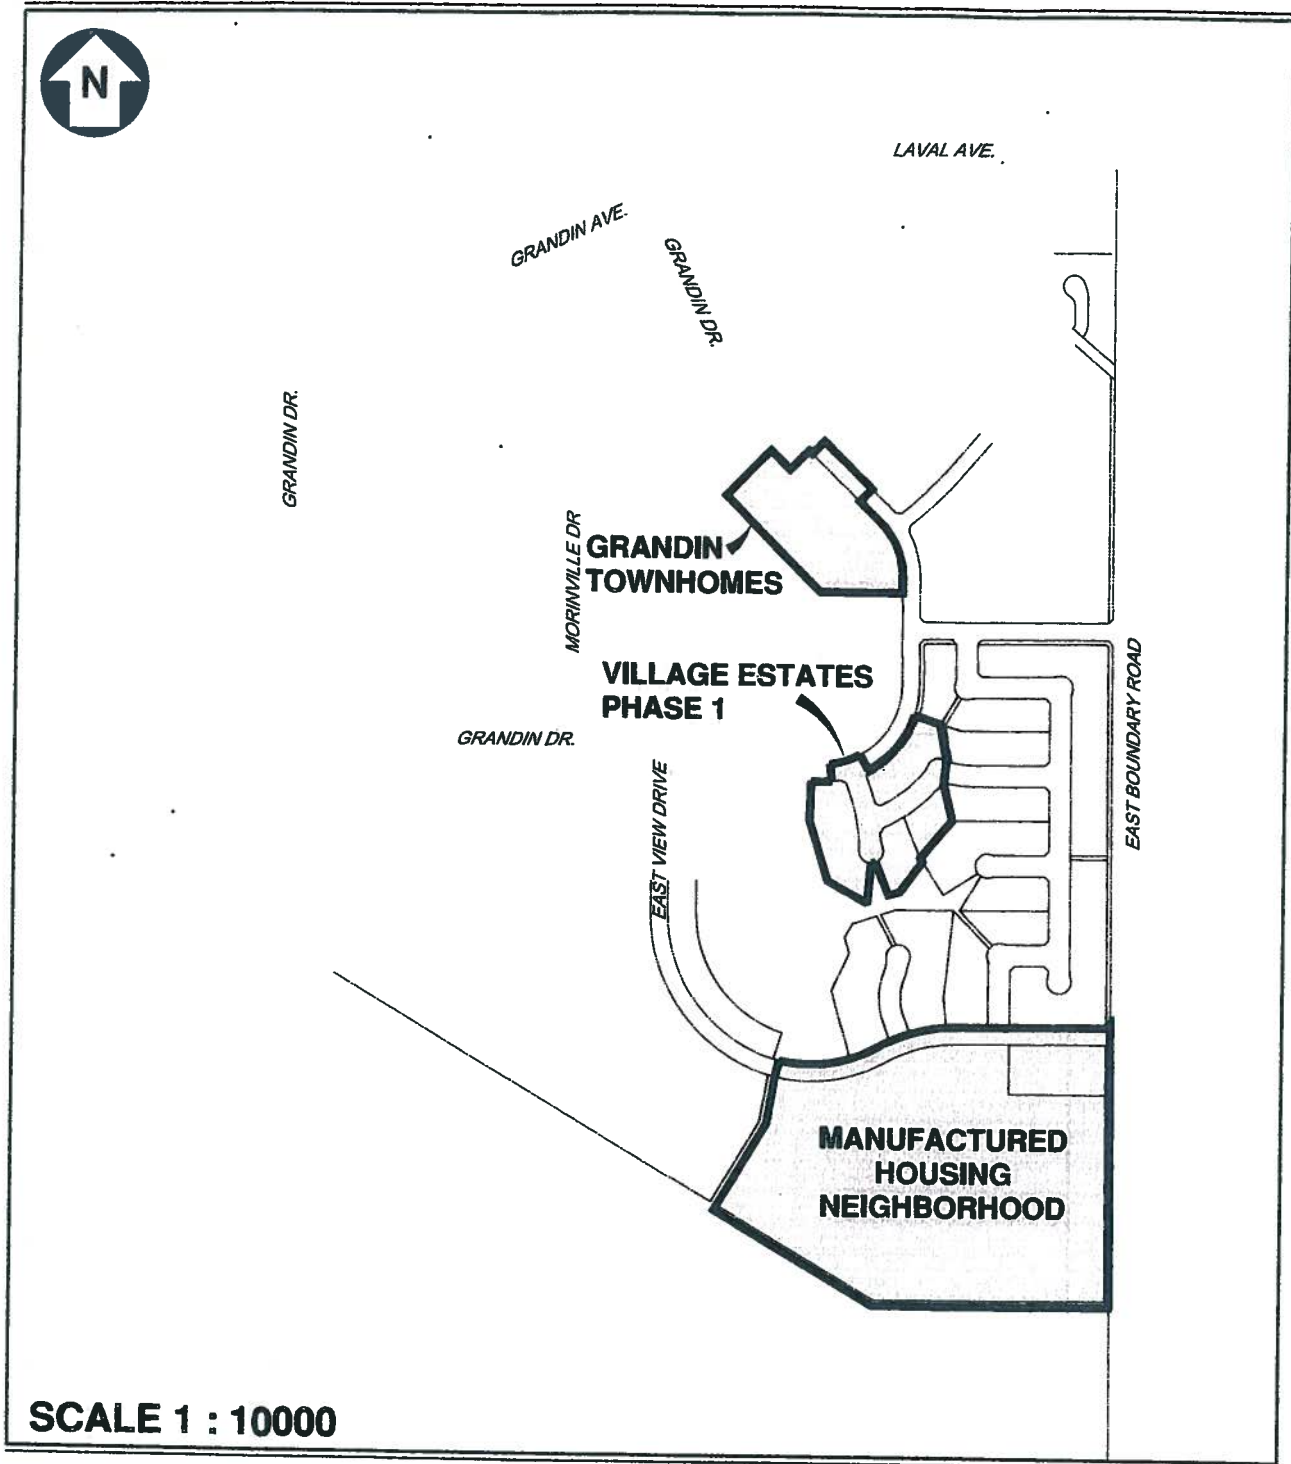 N
LAVAL AVE.
GRANDIN AVE.
GRANDIN DR.
GRANDIN DR.
MORINVILLE DR
GRANDIN
TOWNHOMES
VILLAGE ESTATES
PHASE 1
EAST BOUNDARY ROAD
GRANDIN DR.
EAST VIEW DRIVE
MANUFACTURED
HOUSING
NEIGHBORHOOD
SCALE 1 : 10000